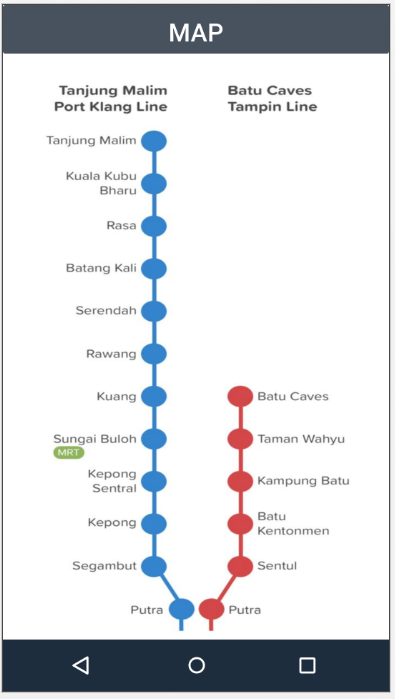 MAP
Tanjung Malim
Port Klang Line
Batu Caves
Tampin Line
Tanjung Malim
Kuala Kubu
Bharu
Rasa
Batang Kali
Serendah
Rawang
Kuang
Batu Caves
Sungai Buloh
MRT
Taman Wahyu
Kepong
Sentral
Kampung Batu
Kepong
Batu
Kentonmen
Segambut
Sentul
Putra
Putra